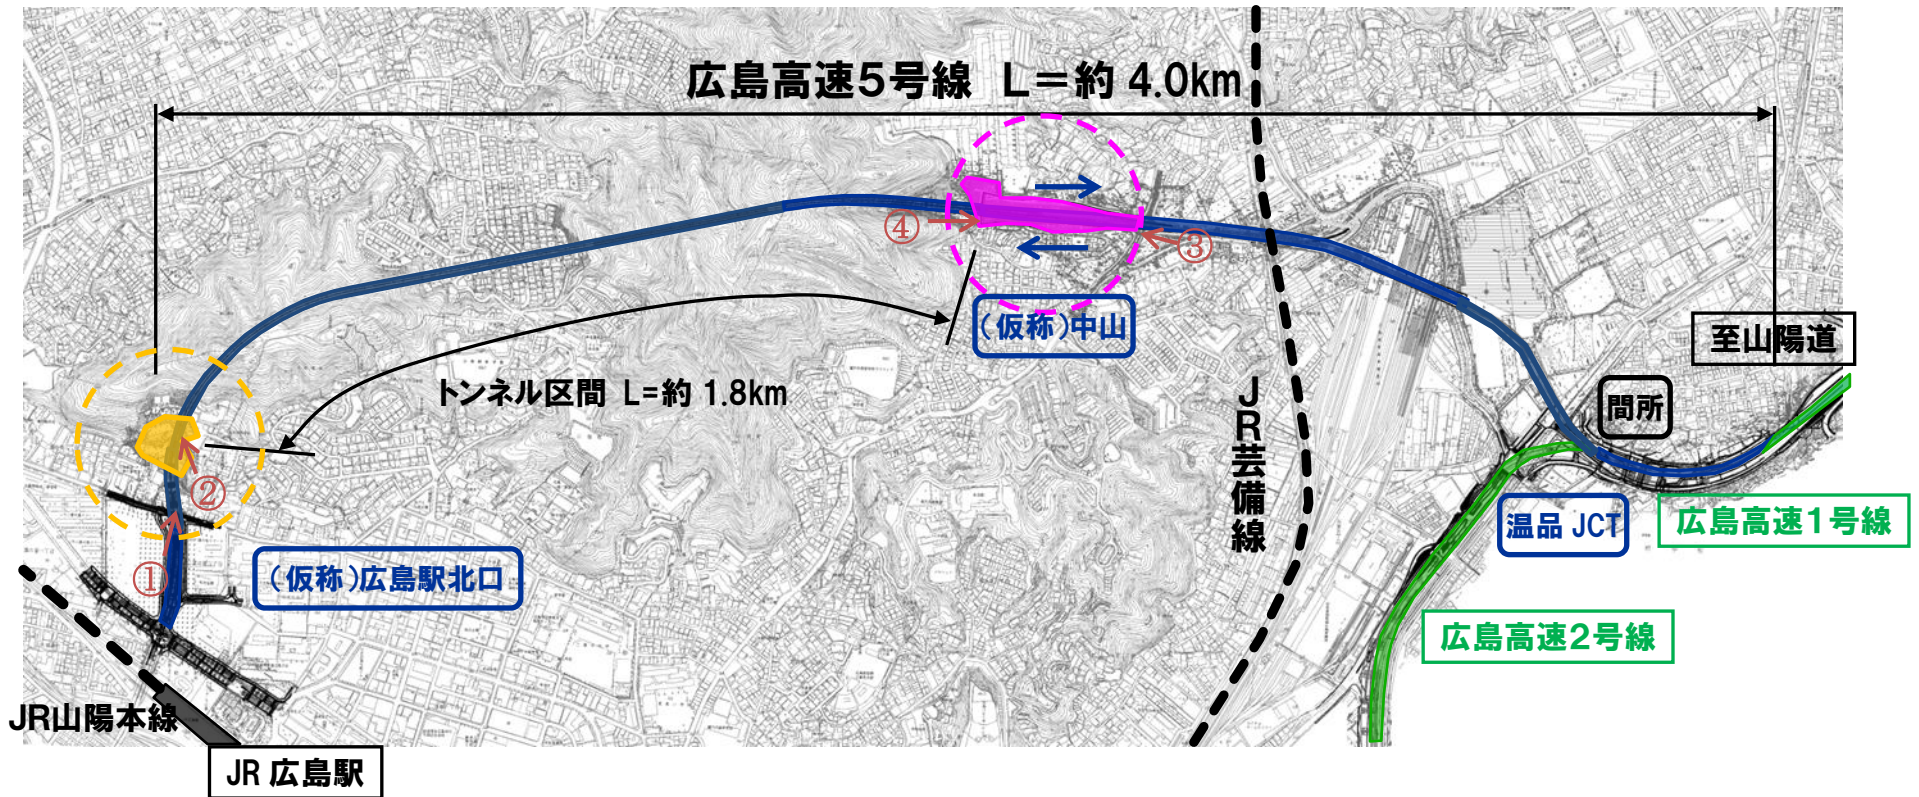 広島高速5号線 L=約 4.0km
④
③
(仮称)中山
至山陽道
トンネル区間 L=約 1.8km
JR芸備線
間所
②
①
(仮称)広島駅北口
温品 JCT
広島高速1号線
広島高速2号線
JR山陽本線
JR 広島駅